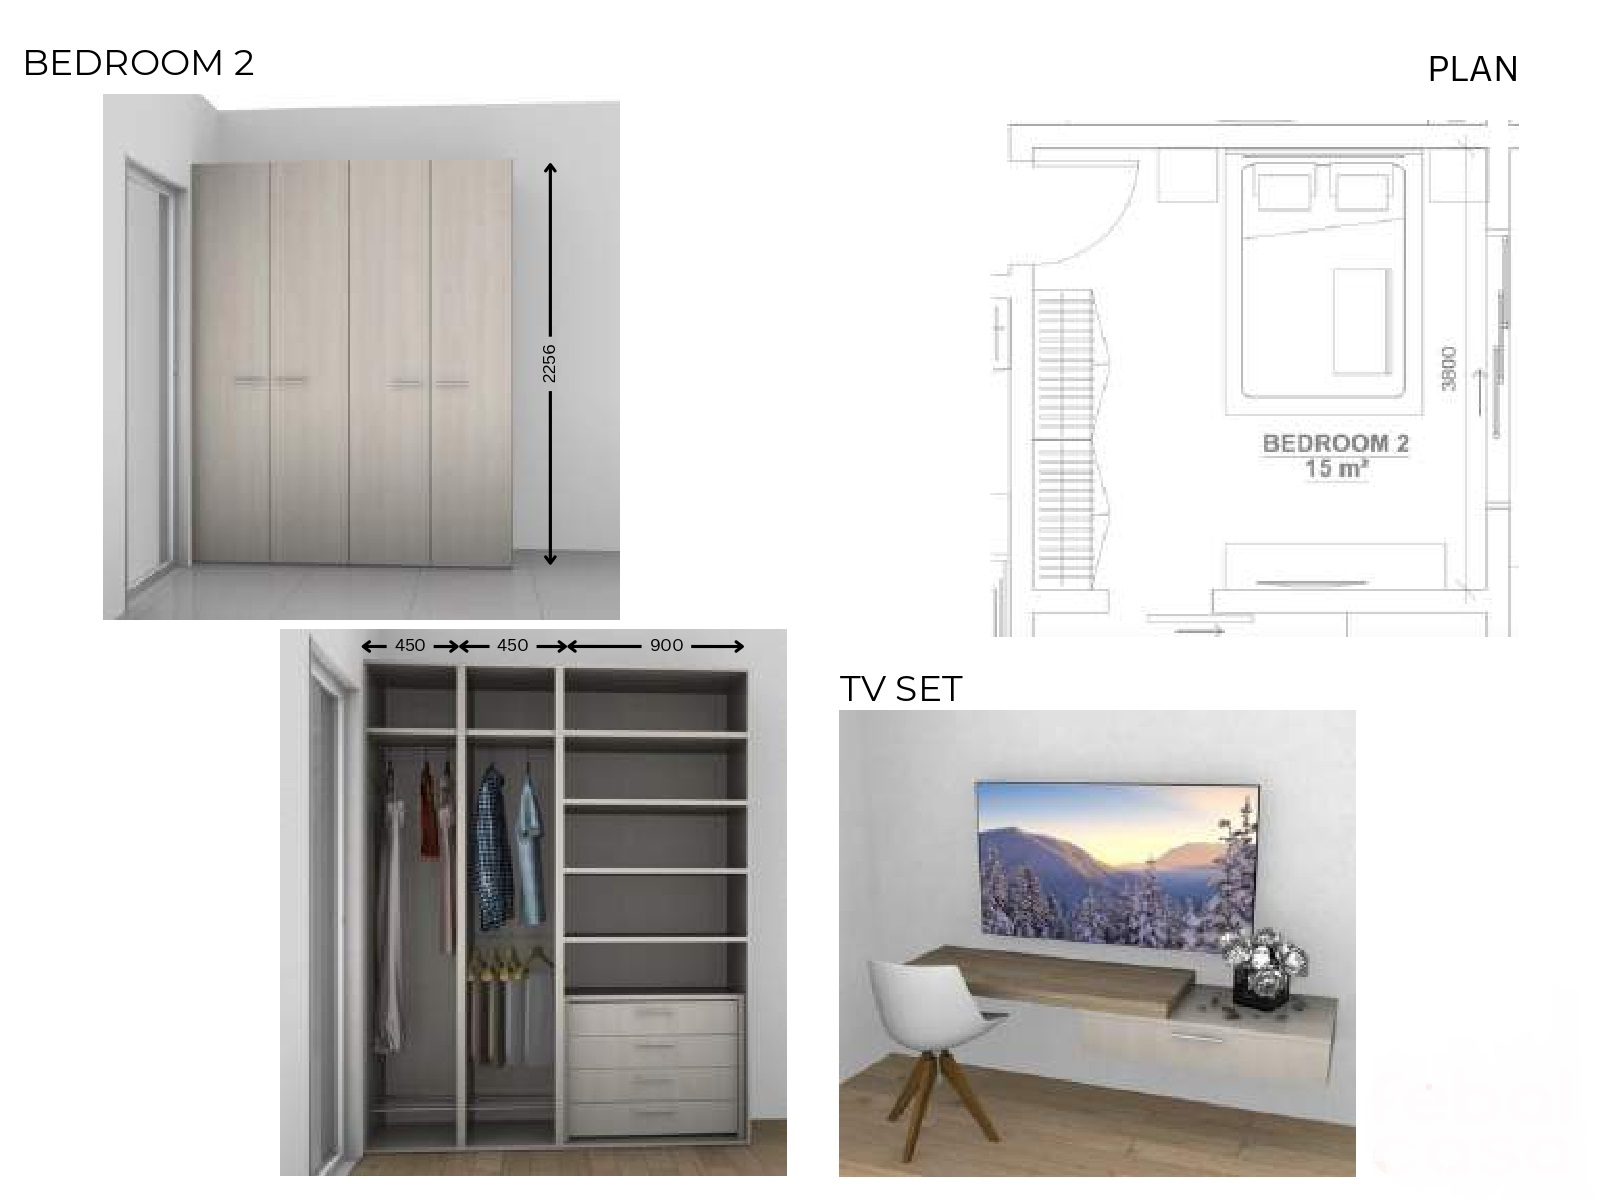 BEDROOM 2
PLAN
2256
3800
BEDROOM 2
15 m²
450
450
900
TV SET